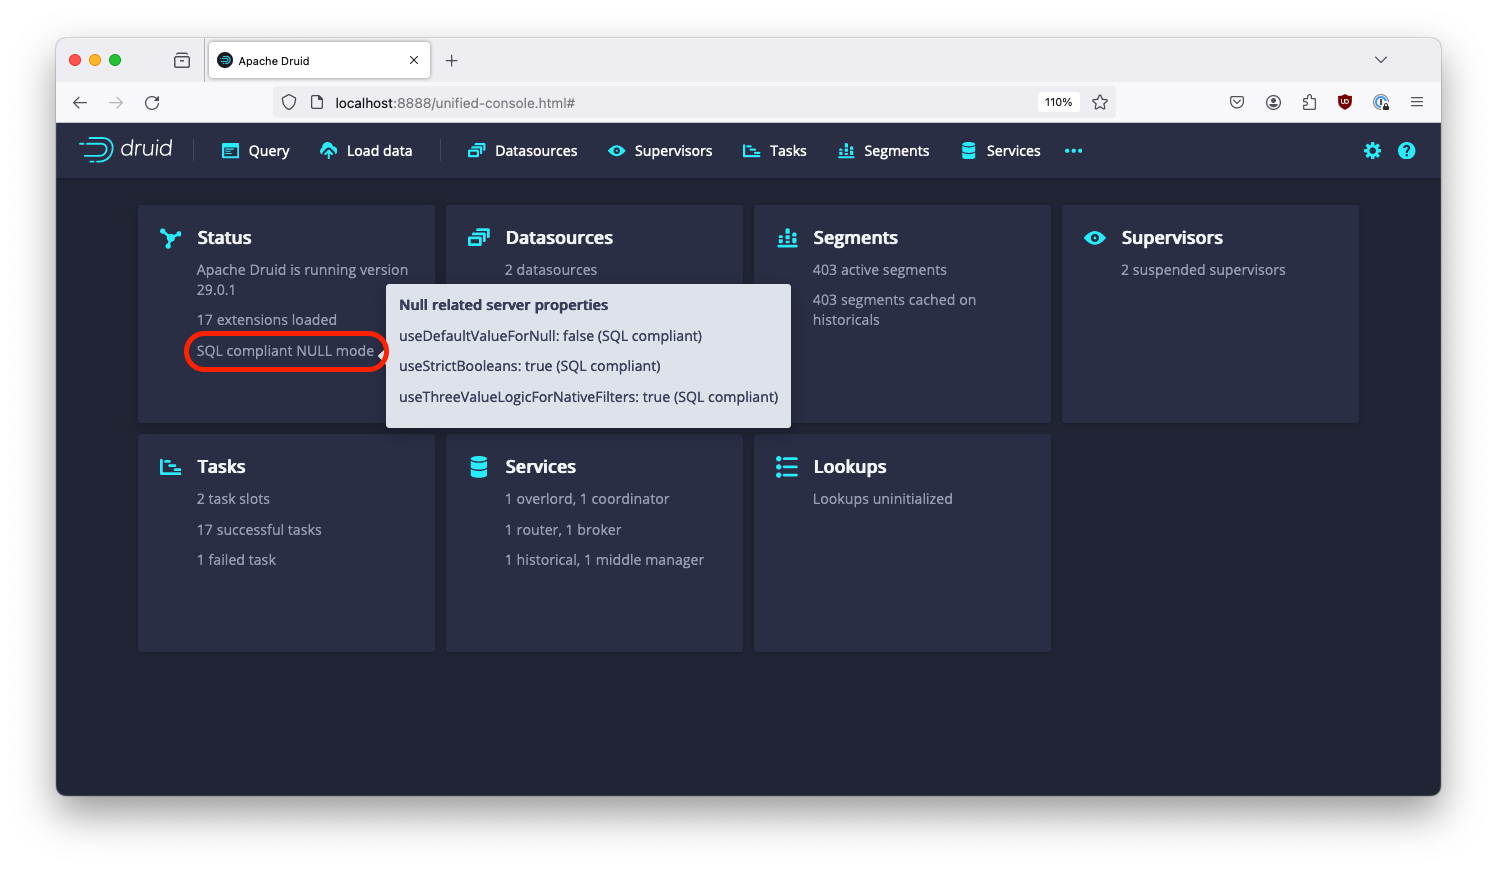 Apache Druid
localhost:8888/unified-console.html#
110%
druid
Query
Load data
Datasources
Supervisors
Tasks
Segments
Services
Status
Apache Druid is running version
29.0.1
17 extensions loaded
SQL compliant NULL mode
Datasources
2 datasources
Null related server properties
useDefaultValueForNull: false (SQL compliant)
useStrictBooleans: true (SQL compliant)
useThreeValueLogicForNativeFilters: true (SQL compliant)
Segments
403 active segments
403 segments cached on
historicals
Supervisors
2 suspended supervisors
Tasks
2 task slots
17 successful tasks
1 failed task
Services
1 overlord, 1 coordinator
1 router, 1 broker
1 historical, 1 middle manager
Lookups
Lookups uninitialized